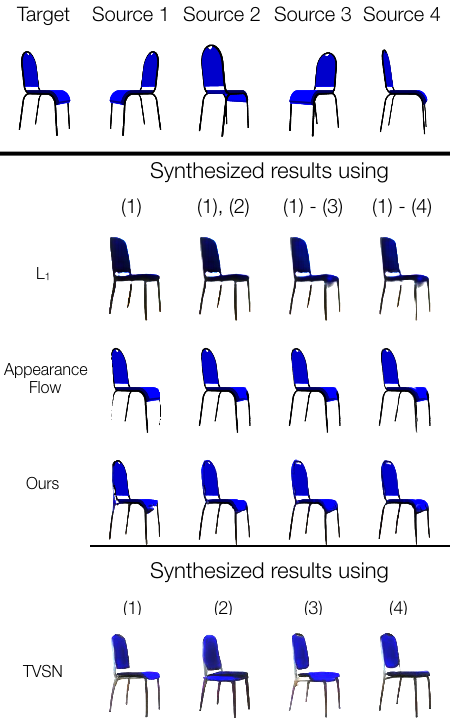 Target Source 1 Source 2 Source 3 Source 4
Synthesized results using
(1) (1), (2) (1) - (3) (1) - (4)
L₁
Appearance
Flow
Ours
Synthesized results using
(1) (2) (3) (4)
TVSN